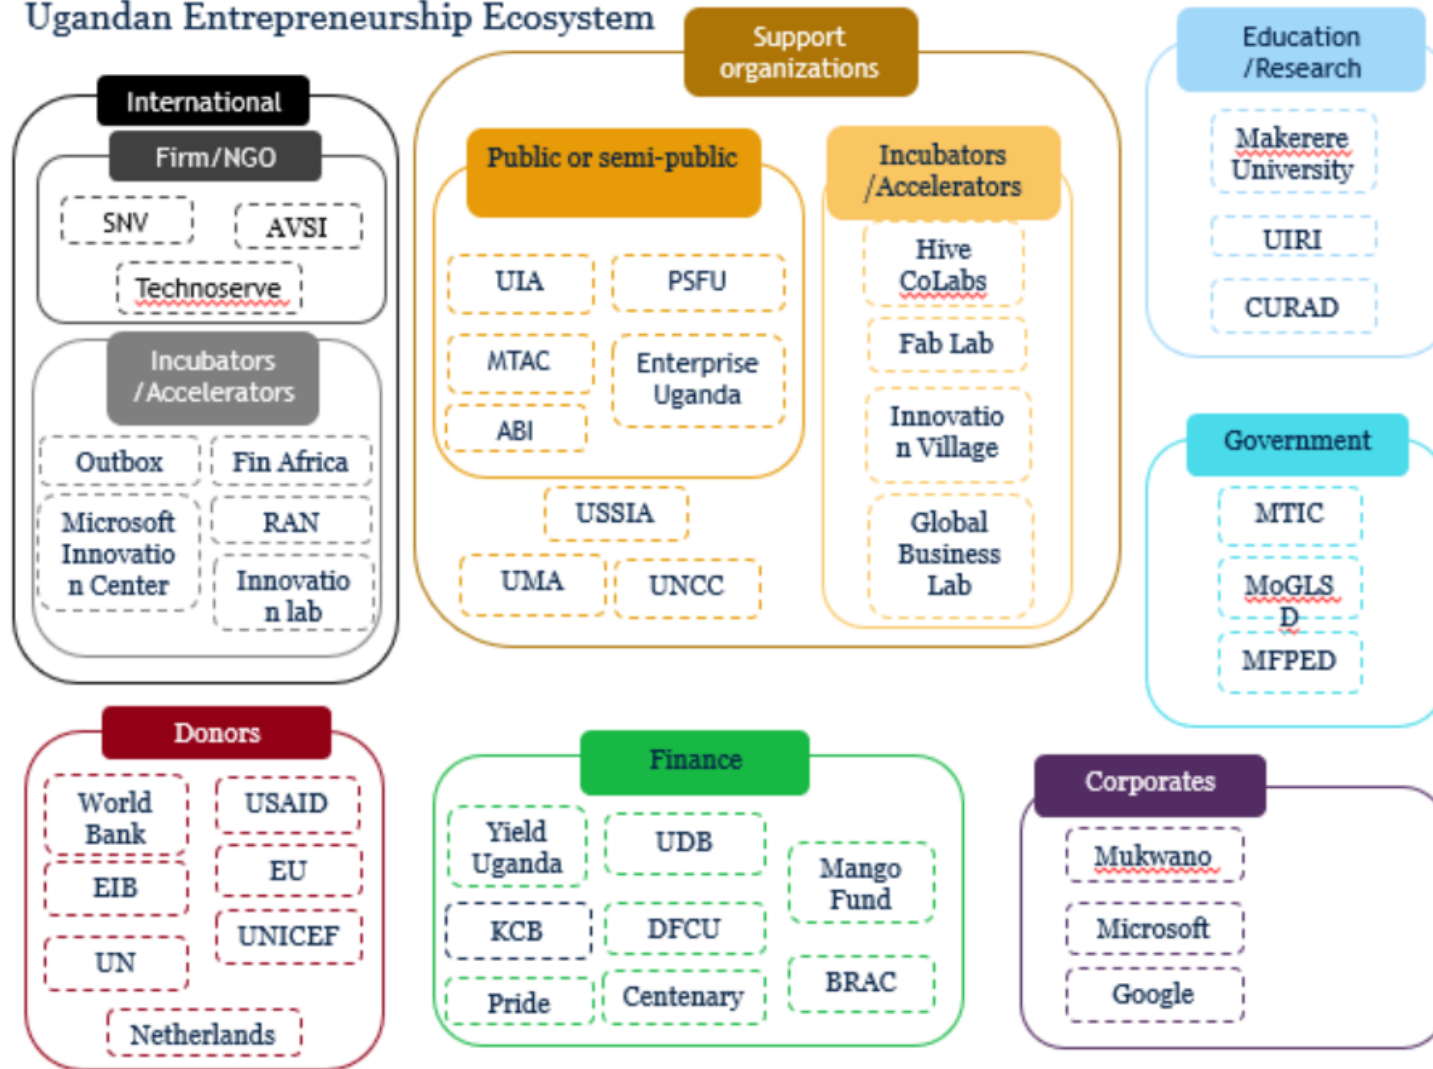 Ugandan Entrepreneurship Ecosystem
International
Firm/NGO
SNV
AVSI
Technoserve
Incubators
/Accelerators
Outbox
Fin Africa
Microsoft
Innovatio
n Center
RAN
Innovatio
n lab
Support
organizations
Public or semi-public
UIA
PSFU
MTAC
Enterprise
Uganda
ABI
USSIA
UMA
UNCC
Incubators
/Accelerators
Hive
CoLabs
Fab Lab
Innovatio
n Village
Global
Business
Lab
Education
/Research
Makerere
University
UIRI
CURAD
Government
MTIC
MoGLS
D
MFPED
Donors
World
Bank
USAID
EIB
EU
UN
UNICEF
Netherlands
Finance
Yield
Uganda
UDB
Mango
Fund
KCB
DFCU
Pride
Centenary
BRAC
Corporates
Mukwano
Microsoft
Google